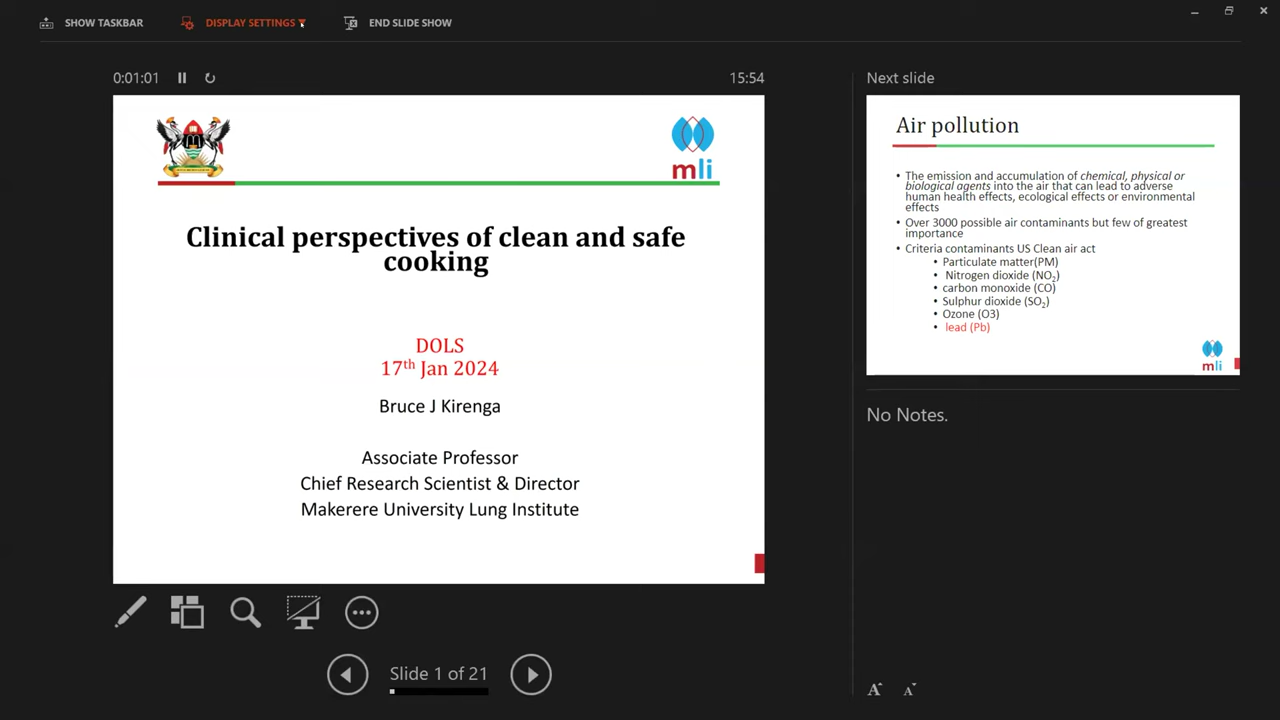 SHOW TASKBAR
DISPLAY SETTINGS
END SLIDE SHOW
0:01:01
15:54
mli
Clinical perspectives of clean and safe
cooking
DOLS
17th Jan 2024
Bruce J Kirenga
Associate Professor
Chief Research Scientist & Director
Makerere University Lung Institute
Slide 1 of 21
Next slide
Air pollution
• The emission and accumulation of chemical, physical or
biological agents into the air that can lead to adverse
human health effects, ecological effects or environmental
effects
• Over 3000 possible air contaminants but few of greatest
importance
• Criteria contaminants US Clean air act
• Particulate matter(PM)
• Nitrogen dioxide (NO2)
• carbon monoxide (CO)
• Sulphur dioxide (SO2)
• Ozone (O3)
• lead (Pb)
mli
No Notes.
A A